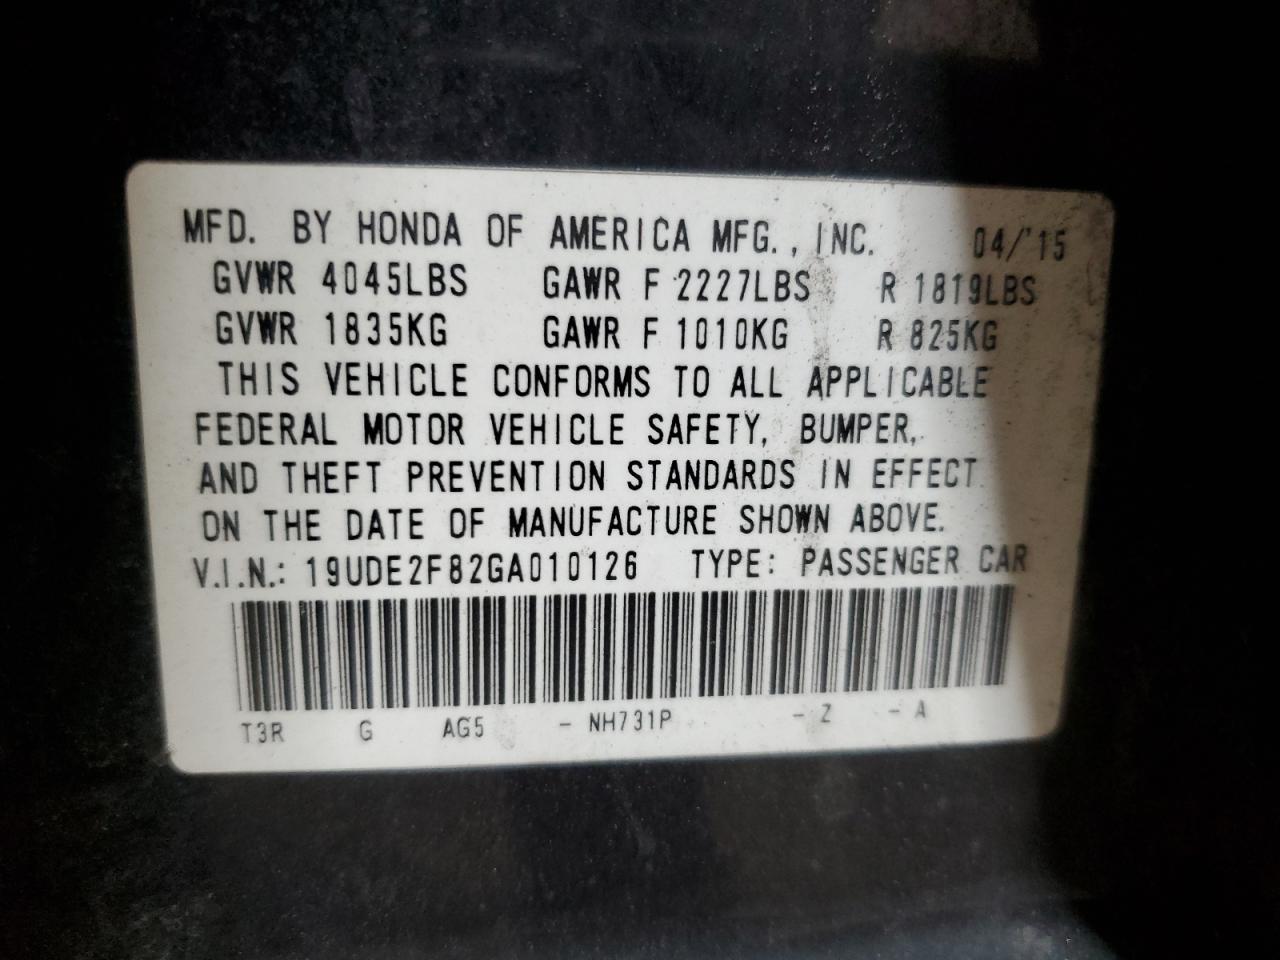 MFD. BY HONDA OF AMERICA MFG., INC. 04/'15
GVWR 4045LBS GAWR F 2227LBS R 1819LBS
GVWR 1835KG GAWR F 1010KG R 825KG
THIS VEHICLE CONFORMS TO ALL APPLICABLE
FEDERAL MOTOR VEHICLE SAFETY, BUMPER,
AND THEFT PREVENTION STANDARDS IN EFFECT
ON THE DATE OF MANUFACTURE SHOWN ABOVE.
V.I.N.: 19UDE2F82GA010126 TYPE: PASSENGER CAR
T3R G AG5 - NH731P - Z - A